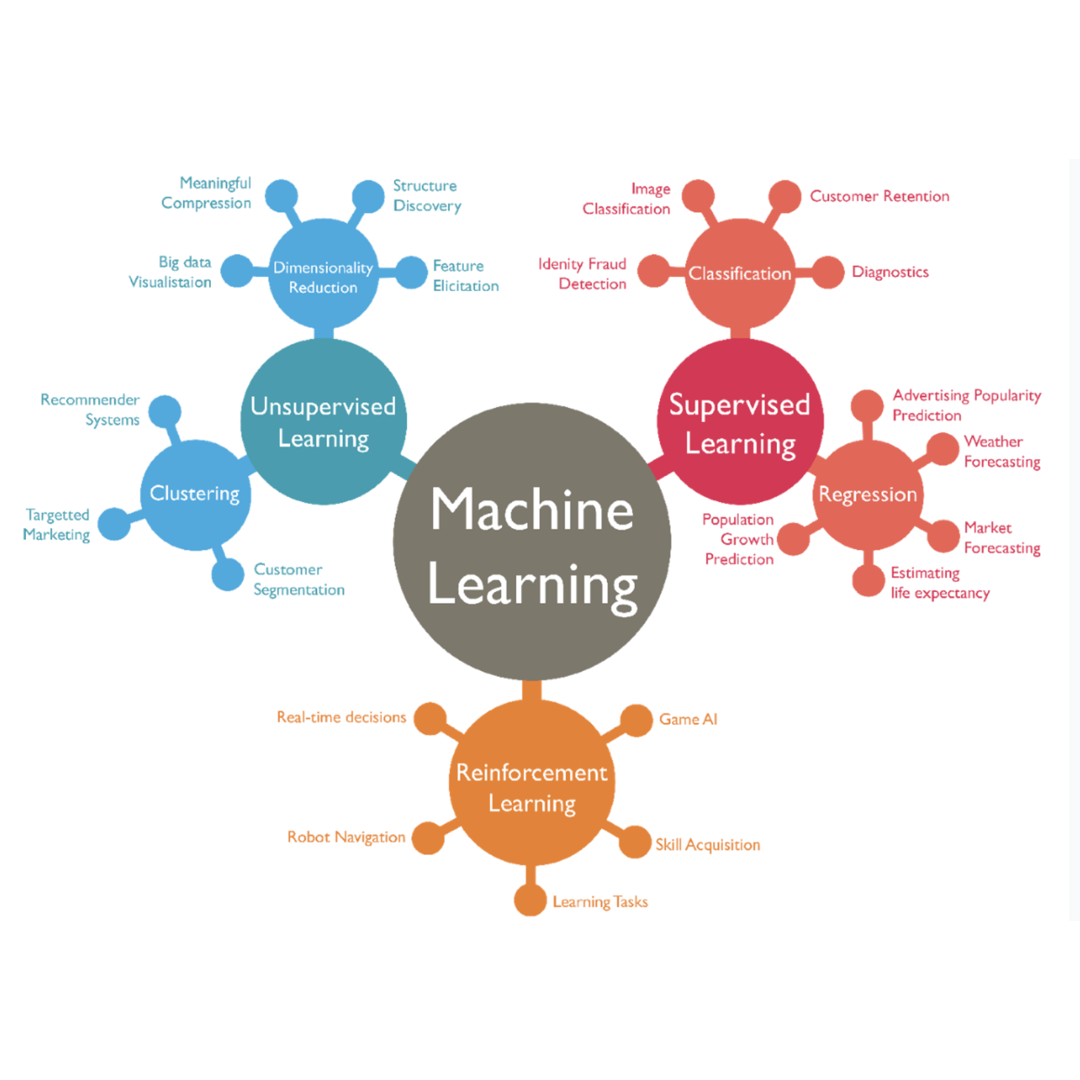 Meaningful
Compression
Structure
Discovery
Big data
Visualistaion
Dimensionality
Reduction
Feature
Elicitation
Unsupervised
Learning
Recommender
Systems
Clustering
Targetted
Marketing
Customer
Segmentation
Machine
Learning
Image
Classification
Customer Retention
Idenity Fraud
Detection
Classification
Diagnostics
Supervised
Learning
Advertising Popularity
Prediction
Weather
Forecasting
Regression
Population
Growth
Prediction
Market
Forecasting
Estimating
life expectancy
Real-time decisions
Game AI
Reinforcement
Learning
Robot Navigation
Skill Acquisition
Learning Tasks